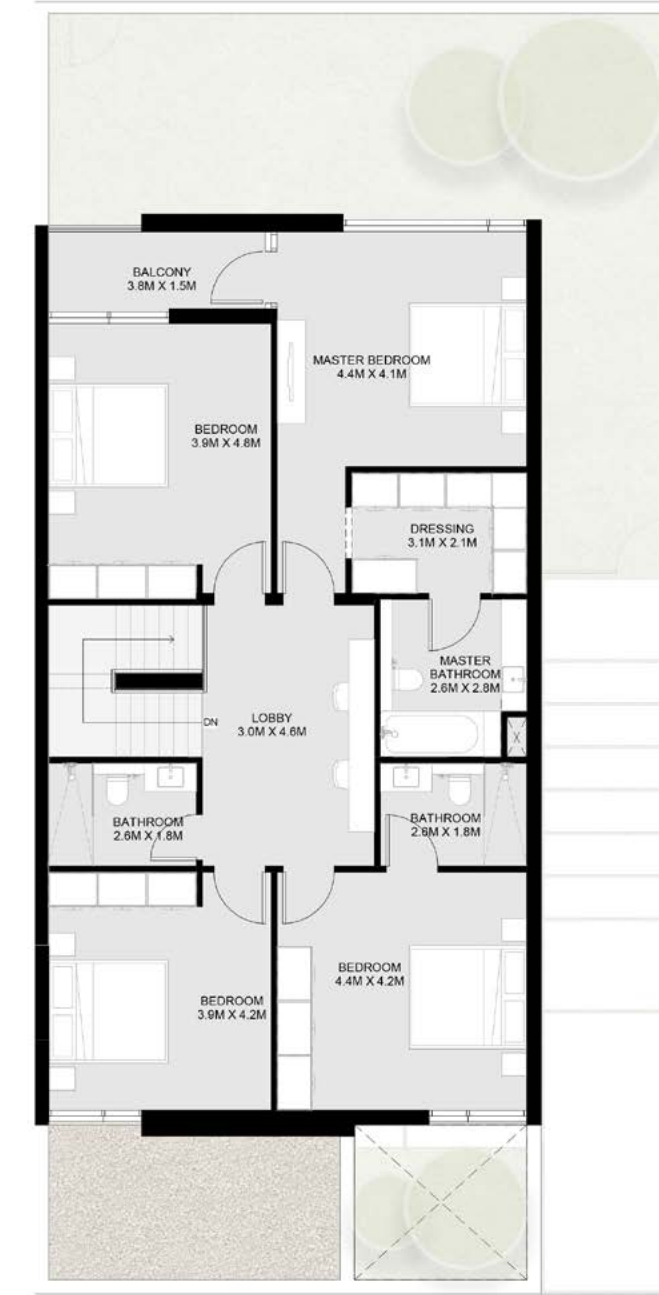 BALCONY
3.8M X 1.5M
MASTER BEDROOM
4.4M X 4.1M
BEDROOM
3.9M X 4.8M
DRESSING
3.1M X 2.1M
MASTER
BATHROOM
2.6M X 2.8M
LOBBY
3.0M X 4.6M
DN
BATHROOM
2.6M X 1.8M
BATHROOM
2.6M X 1.8M
BEDROOM
4.4M X 4.2M
BEDROOM
3.9M X 4.2M